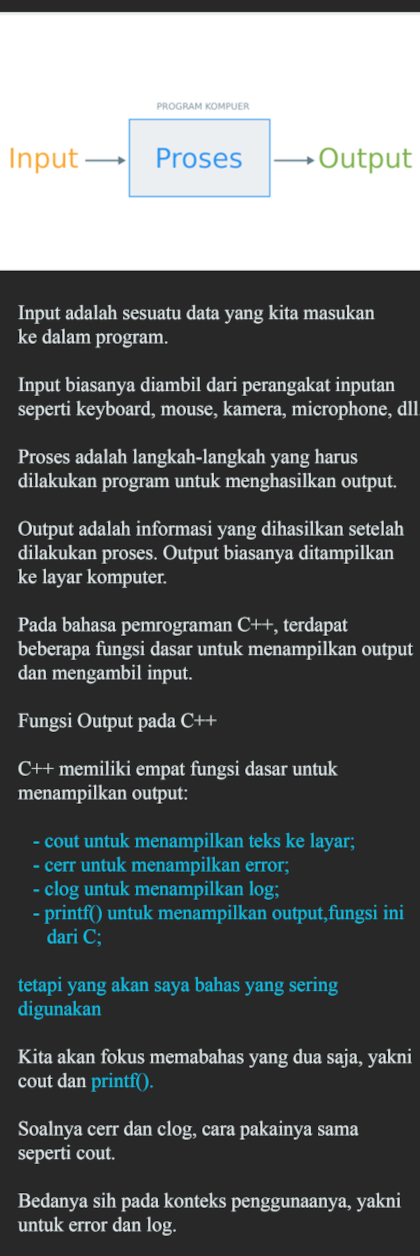 PROGRAM KOMPUER
Input
Proses
Output
Input adalah sesuatu data yang kita masukan
ke dalam program.
Input biasanya diambil dari perangakat inputan
seperti keyboard, mouse, kamera, microphone, dll
Proses adalah langkah-langkah yang harus
dilakukan program untuk menghasilkan output.
Output adalah informasi yang dihasilkan setelah
dilakukan proses. Output biasanya ditampilkan
ke layar komputer.
Pada bahasa pemrograman C++, terdapat
beberapa fungsi dasar untuk menampilkan output
dan mengambil input.
Fungsi Output pada C++
C++ memiliki empat fungsi dasar untuk
menampilkan output:
- cout untuk menampilkan teks ke layar;
- cerr untuk menampilkan error;
- clog untuk menampilkan log;
- printf() untuk menampilkan output,fungsi ini
dari C;
tetapi yang akan saya bahas yang sering
digunakan
Kita akan fokus memabahas yang dua saja, yakni
cout dan printf().
Soalnya cerr dan clog, cara pakainya sama
seperti cout.
Bedanya sih pada konteks penggunaanya, yakni
untuk error dan log.